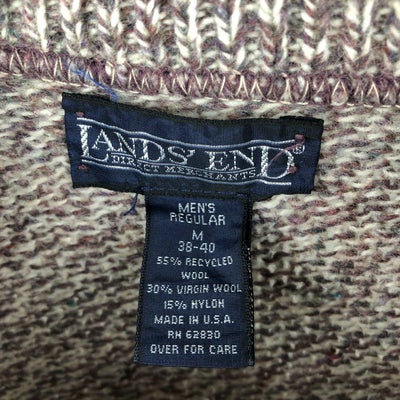 LANDS' END®
DIRECT MERCHANTS
MEN'S
REGULAR
M
38-40
55% RECYCLED
WOOL
30% VIRGIN WOOL
15% NYLON
MADE IN U.S.A.
RN 62830
OVER FOR CARE